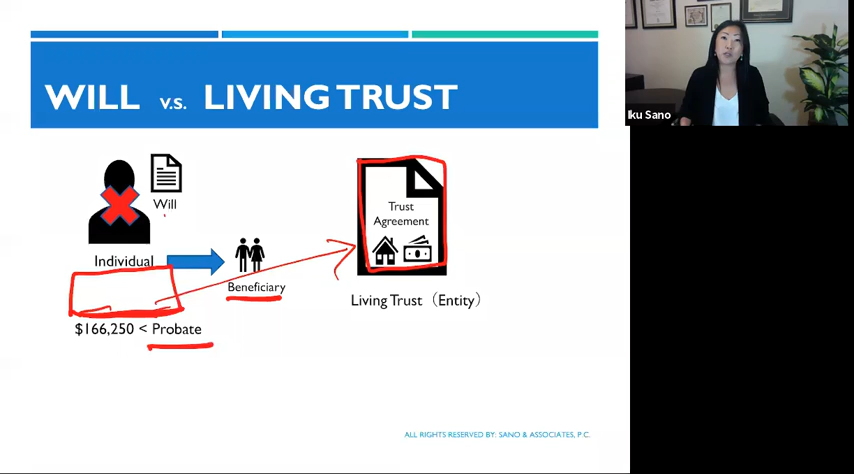 WILL v.s. LIVING TRUST
Will
Trust
Agreement
Individual
Beneficiary
Living Trust（Entity）
$166,250 < Probate
ALL RIGHTS RESERVED BY: SANO & ASSOCIATES, P.C.
Iku Sano